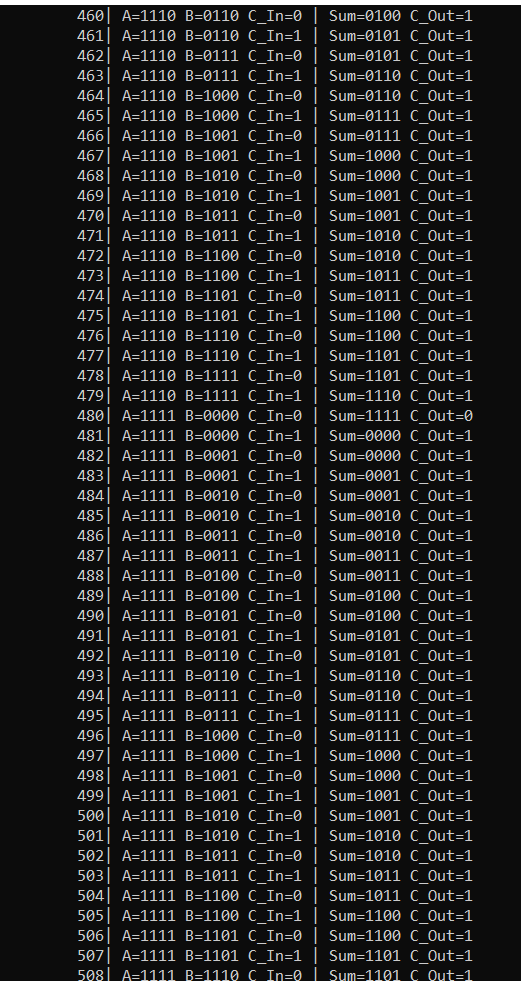 460| A=1110 B=0110 C_In=0 | Sum=0100 C_Out=1
461| A=1110 B=0110 C_In=1 | Sum=0101 C_Out=1
462| A=1110 B=0111 C_In=0 | Sum=0101 C_Out=1
463| A=1110 B=0111 C_In=1 | Sum=0110 C_Out=1
464| A=1110 B=1000 C_In=0 | Sum=0110 C_Out=1
465| A=1110 B=1000 C_In=1 | Sum=0111 C_Out=1
466| A=1110 B=1001 C_In=0 | Sum=0111 C_Out=1
467| A=1110 B=1001 C_In=1 | Sum=1000 C_Out=1
468| A=1110 B=1010 C_In=0 | Sum=1000 C_Out=1
469| A=1110 B=1010 C_In=1 | Sum=1001 C_Out=1
470| A=1110 B=1011 C_In=0 | Sum=1001 C_Out=1
471| A=1110 B=1011 C_In=1 | Sum=1010 C_Out=1
472| A=1110 B=1100 C_In=0 | Sum=1010 C_Out=1
473| A=1110 B=1100 C_In=1 | Sum=1011 C_Out=1
474| A=1110 B=1101 C_In=0 | Sum=1011 C_Out=1
475| A=1110 B=1101 C_In=1 | Sum=1100 C_Out=1
476| A=1110 B=1110 C_In=0 | Sum=1100 C_Out=1
477| A=1110 B=1110 C_In=1 | Sum=1101 C_Out=1
478| A=1110 B=1111 C_In=0 | Sum=1101 C_Out=1
479| A=1110 B=1111 C_In=1 | Sum=1110 C_Out=1
480| A=1111 B=0000 C_In=0 | Sum=1111 C_Out=0
481| A=1111 B=0000 C_In=1 | Sum=0000 C_Out=1
482| A=1111 B=0001 C_In=0 | Sum=0000 C_Out=1
483| A=1111 B=0001 C_In=1 | Sum=0001 C_Out=1
484| A=1111 B=0010 C_In=0 | Sum=0001 C_Out=1
485| A=1111 B=0010 C_In=1 | Sum=0010 C_Out=1
486| A=1111 B=0011 C_In=0 | Sum=0010 C_Out=1
487| A=1111 B=0011 C_In=1 | Sum=0011 C_Out=1
488| A=1111 B=0100 C_In=0 | Sum=0011 C_Out=1
489| A=1111 B=0100 C_In=1 | Sum=0100 C_Out=1
490| A=1111 B=0101 C_In=0 | Sum=0100 C_Out=1
491| A=1111 B=0101 C_In=1 | Sum=0101 C_Out=1
492| A=1111 B=0110 C_In=0 | Sum=0101 C_Out=1
493| A=1111 B=0110 C_In=1 | Sum=0110 C_Out=1
494| A=1111 B=0111 C_In=0 | Sum=0110 C_Out=1
495| A=1111 B=0111 C_In=1 | Sum=0111 C_Out=1
496| A=1111 B=1000 C_In=0 | Sum=0111 C_Out=1
497| A=1111 B=1000 C_In=1 | Sum=1000 C_Out=1
498| A=1111 B=1001 C_In=0 | Sum=1000 C_Out=1
499| A=1111 B=1001 C_In=1 | Sum=1001 C_Out=1
500| A=1111 B=1010 C_In=0 | Sum=1001 C_Out=1
501| A=1111 B=1010 C_In=1 | Sum=1010 C_Out=1
502| A=1111 B=1011 C_In=0 | Sum=1010 C_Out=1
503| A=1111 B=1011 C_In=1 | Sum=1011 C_Out=1
504| A=1111 B=1100 C_In=0 | Sum=1011 C_Out=1
505| A=1111 B=1100 C_In=1 | Sum=1100 C_Out=1
506| A=1111 B=1101 C_In=0 | Sum=1100 C_Out=1
507| A=1111 B=1101 C_In=1 | Sum=1101 C_Out=1
508| A=1111 B=1110 C_In=0 | Sum=1101 C_Out=1